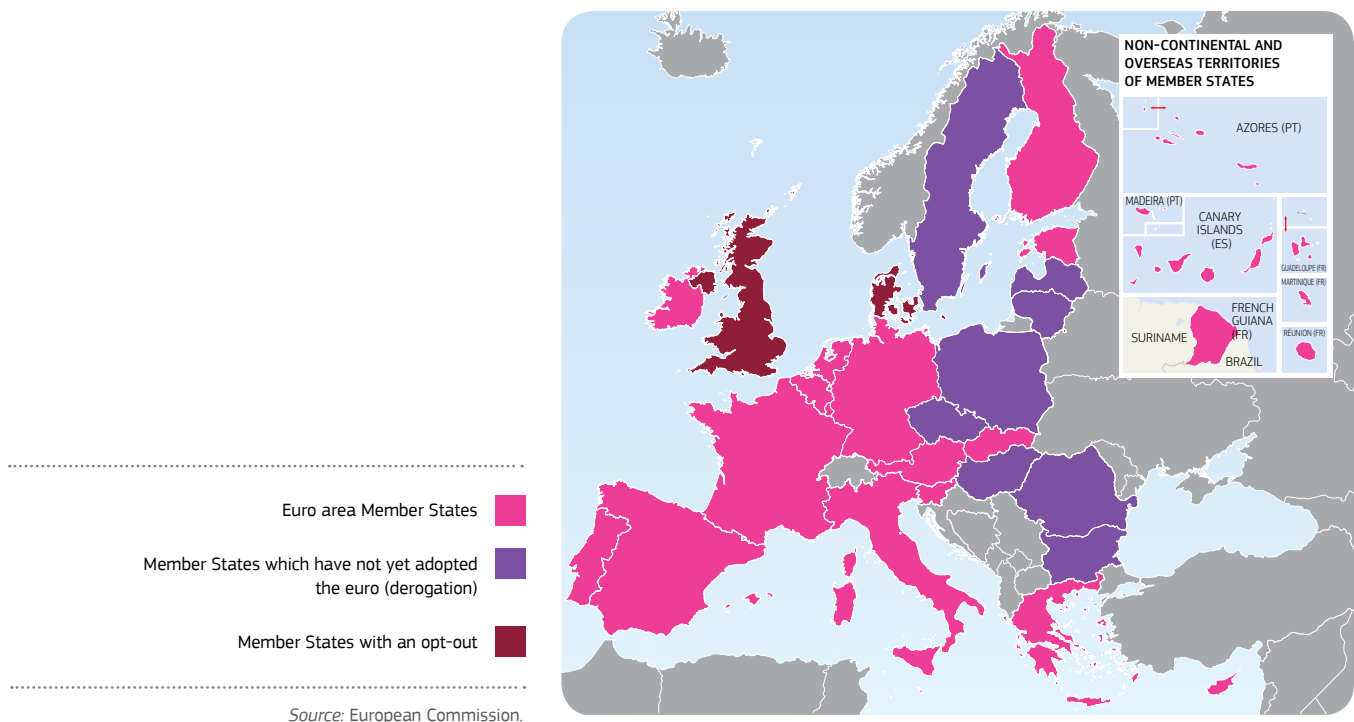 Euro area Member States
Member States which have not yet adopted
the euro (derogation)
Member States with an opt-out
Source: European Commission.
NON-CONTINENTAL AND
OVERSEAS TERRITORIES
OF MEMBER STATES
AZORES (PT)
MADEIRA (PT)
CANARY
ISLANDS
(ES)
GUADELOUPE (FR)
MARTINIQUE (FR)
FRENCH
GUIANA
(FR)
SURINAME
BRAZIL
RÉUNION (FR)